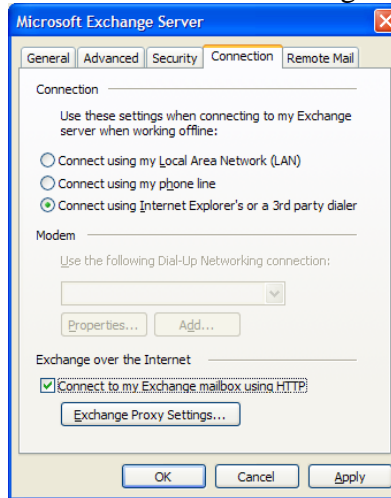 Microsoft Exchange Server
General Advanced Security Connection Remote Mail
Connection
Use these settings when connecting to my Exchange
server when working offline:
Connect using my Local Area Network (LAN)
Connect using my phone line
Connect using Internet Explorer's or a 3rd party dialer
Modem
Use the following Dial-Up Networking connection:
Properties... Add...
Exchange over the Internet
Connect to my Exchange mailbox using HTTP
Exchange Proxy Settings...
OK Cancel Apply